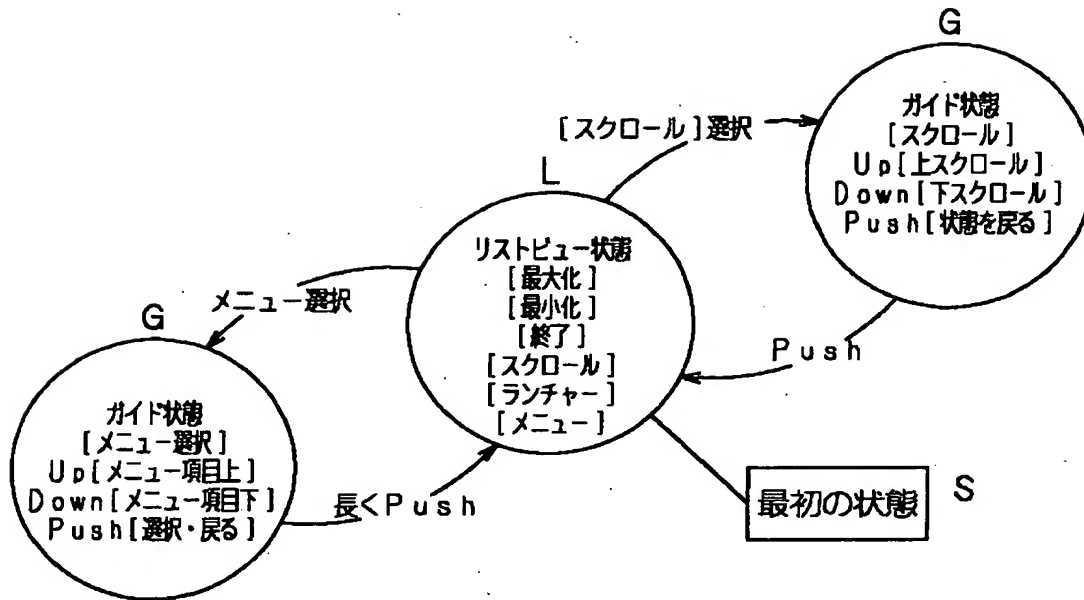 G
ガイド状態
[スクロール]
Up[上スクロール]
Down[下スクロール]
Push[状態を戻る]
[スクロール]選択
L
リストビュー状態
[最大化]
[最小化]
[終了]
[スクロール]
[ランチャー]
[メニュー]
メニュー選択
Push
G
ガイド状態
[メニュー選択]
Up[メニュー項目上]
Down[メニュー項目下]
Push[選択・戻る]
長くPush
最初の状態
S